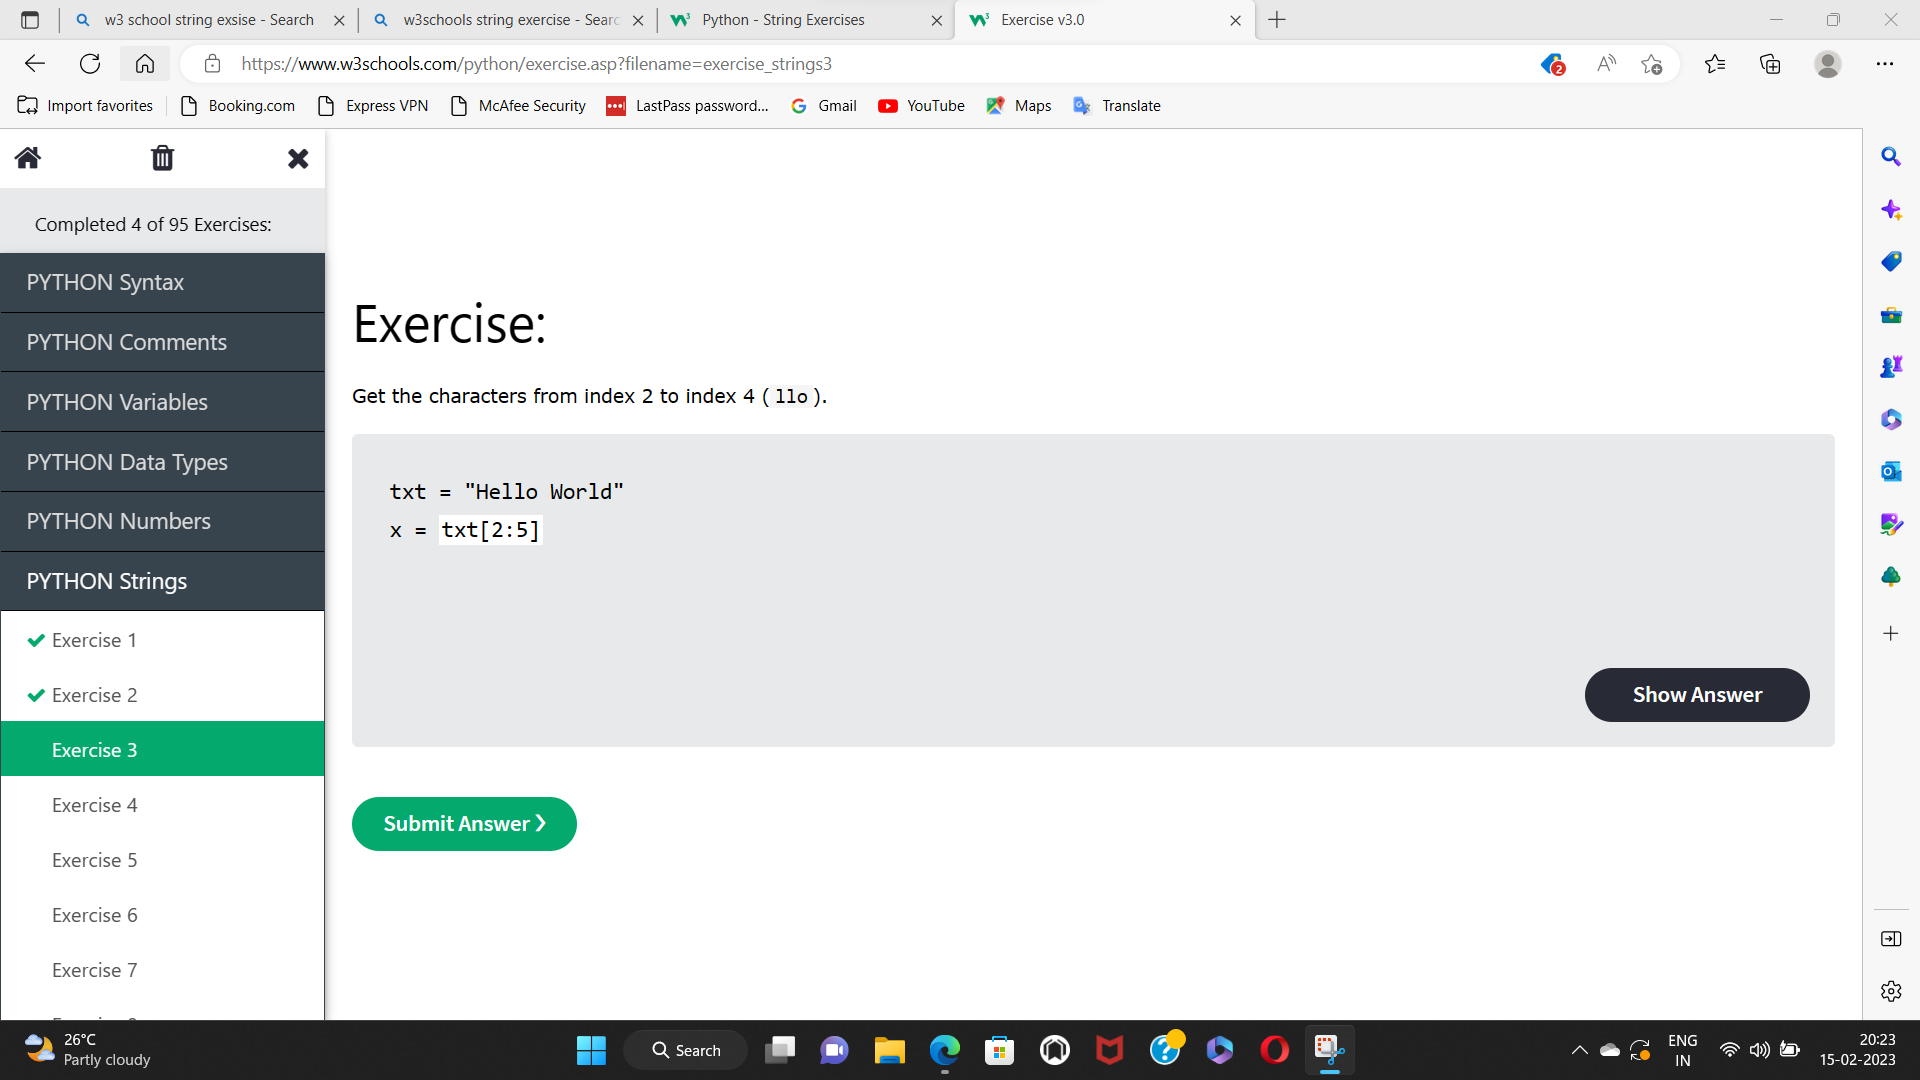 w3 school string exsise - Search
w3schools string exercise - Searc
Python - String Exercises
Exercise v3.0
https://www.w3schools.com/python/exercise.asp?filename=exercise_strings3
2
Import favorites
Booking.com
Express VPN
McAfee Security
LastPass password...
Gmail
YouTube
Maps
Translate
Completed 4 of 95 Exercises:
PYTHON Syntax
PYTHON Comments
PYTHON Variables
PYTHON Data Types
PYTHON Numbers
PYTHON Strings
Exercise 1
Exercise 2
Exercise 3
Exercise 4
Exercise 5
Exercise 6
Exercise 7
Exercise:
Get the characters from index 2 to index 4 ( llo ).
txt = "Hello World"
x = txt[2:5]
Show Answer
Submit Answer ❯
26°C
Partly cloudy
Search
ENG
IN
20:23
15-02-2023